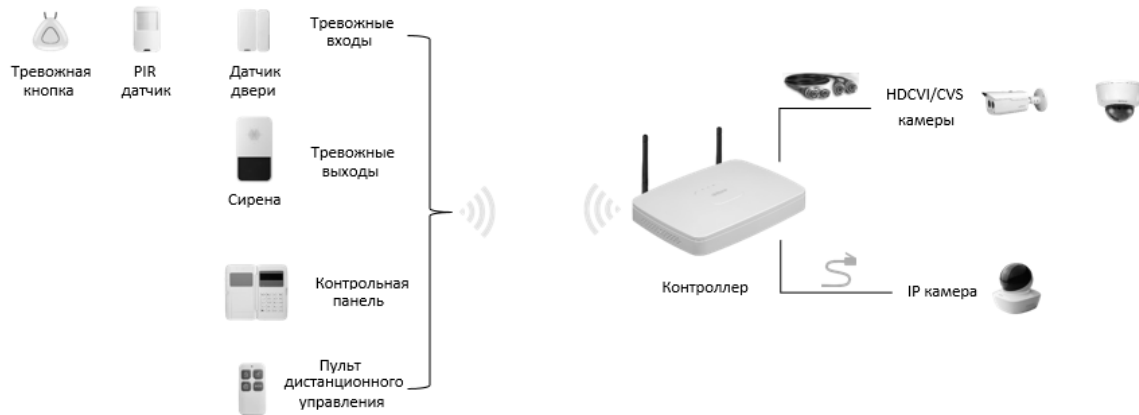 Тревожные
входы
Тревожная
кнопка
PIR
датчик
Датчик
двери
Тревожные
выходы
Сирена
Контрольная
панель
Пульт
дистанционного
управления
Контроллер
HDCVI/CVS
камеры
IP камера